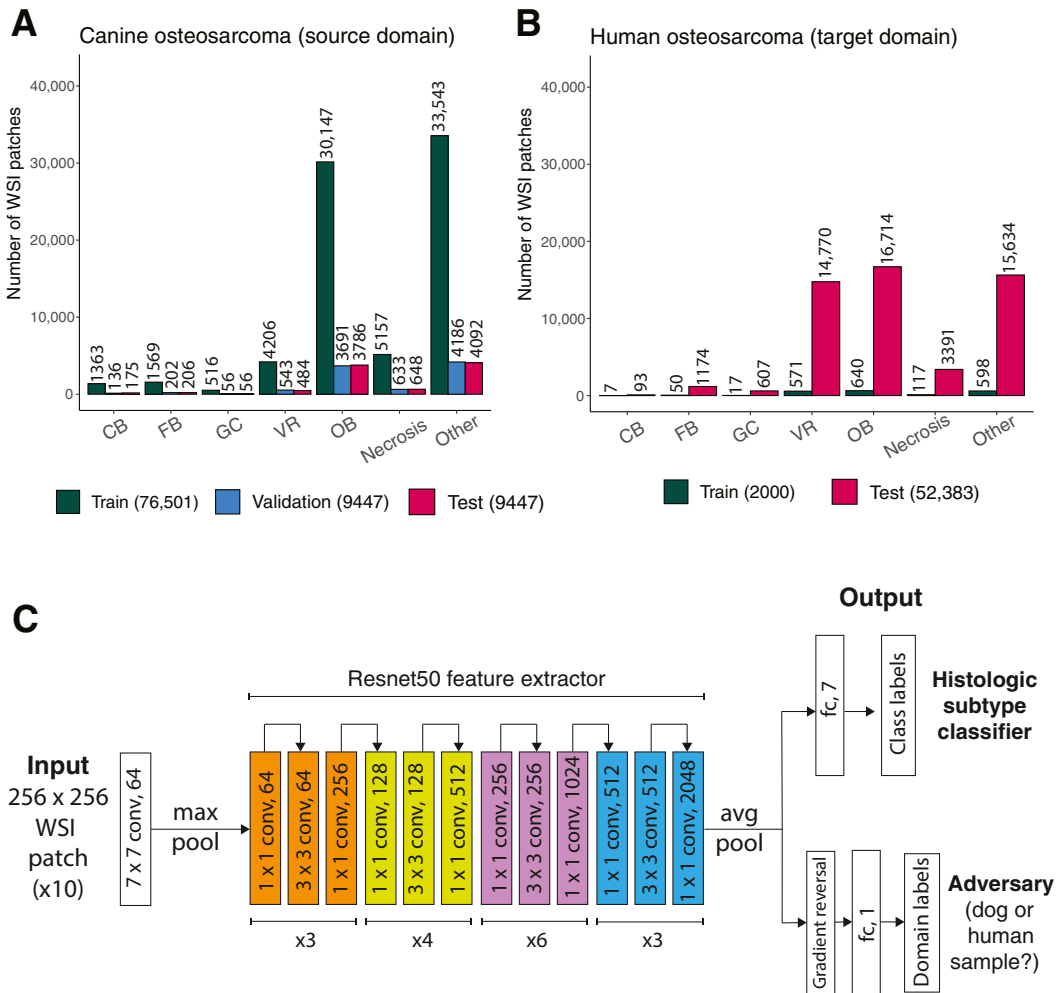 A
Canine osteosarcoma (source domain)
Number of WSI patches
40,000
30,000
20,000
10,000
0
1363
136
175
1569
202
206
516
56
56
4206
543
484
30,147
3691
3786
5157
633
648
33,543
4186
4092
CB
FB
GC
VR
OB
Necrosis
Other
Train (76,501)
Validation (9447)
Test (9447)
B
Human osteosarcoma (target domain)
Number of WSI patches
40,000
30,000
20,000
10,000
0
7
93
50
1174
17
607
571
14,770
640
16,714
117
3391
598
15,634
CB
FB
GC
VR
OB
Necrosis
Other
Train (2000)
Test (52,383)
C
Input
256 x 256
WSI
patch
(x10)
7 x 7 conv, 64
max
pool
Resnet50 feature extractor
1 x 1 conv, 64
3 x 3 conv, 64
1 x 1 conv, 256
1 x 1 conv, 128
3 x 3 conv, 128
1 x 1 conv, 512
1 x 1 conv, 256
3 x 3 conv, 256
1 x 1 conv, 1024
1 x 1 conv, 512
3 x 3 conv, 512
1 x 1 conv, 2048
x3
x4
x6
x3
avg
pool
Output
fc, 7
Class labels
Histologic
subtype
classifier
Gradient reversal
fc, 1
Domain labels
Adversary
(dog or
human
sample?)